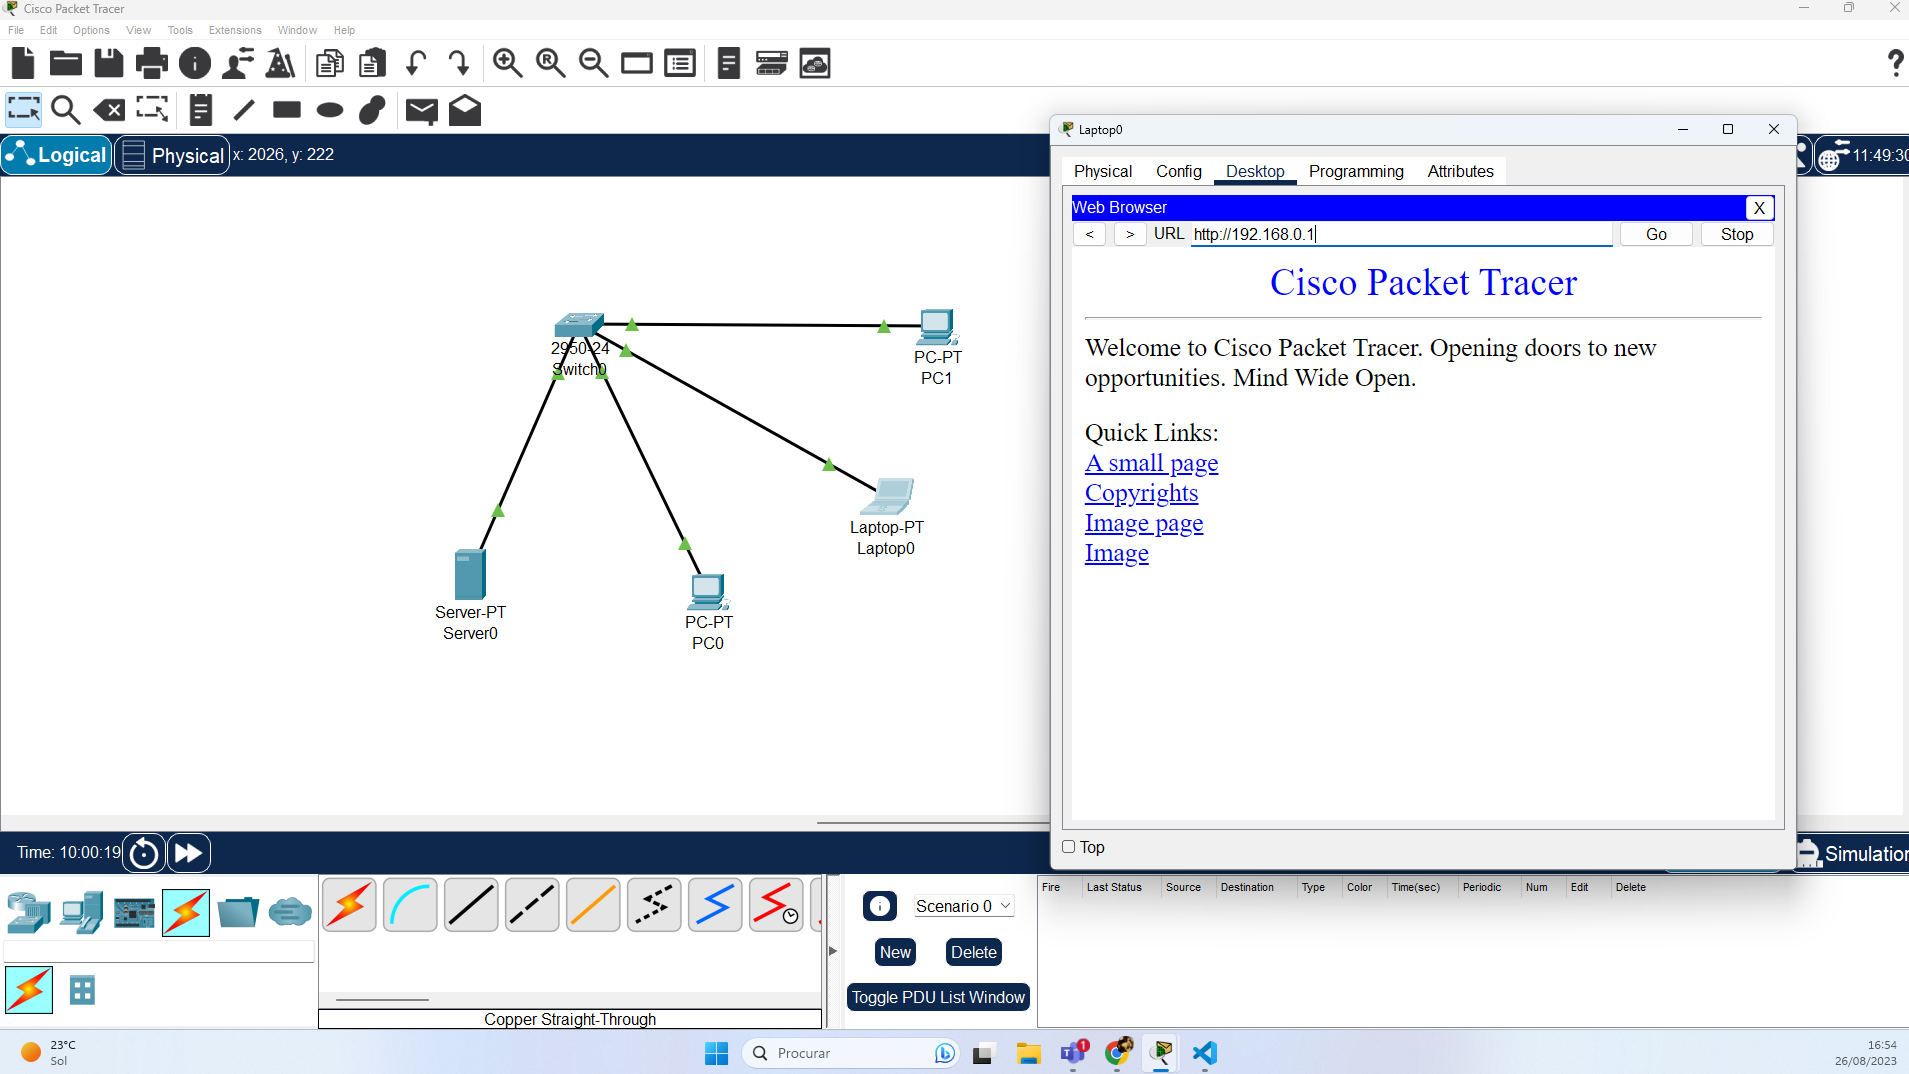 Cisco Packet Tracer
File Edit Options View Tools Extensions Window Help
Logical
Physical
x: 2026, y: 222
11:49:30
2950-24
Switch0
PC-PT
PC1
Laptop-PT
Laptop0
Server-PT
Server0
PC-PT
PC0
Laptop0
Physical Config Desktop Programming Attributes
Web Browser
X
< > URL http://192.168.0.1 Go Stop
Cisco Packet Tracer
Welcome to Cisco Packet Tracer. Opening doors to new
opportunities. Mind Wide Open.
Quick Links:
A small page
Copyrights
Image page
Image
Top
Time: 10:00:19
Simulation
Scenario 0
New Delete
Toggle PDU List Window
Fire Last Status Source Destination Type Color Time(sec) Periodic Num Edit Delete
Copper Straight-Through
23°C
Sol
Procurar
1
16:54
26/08/2023